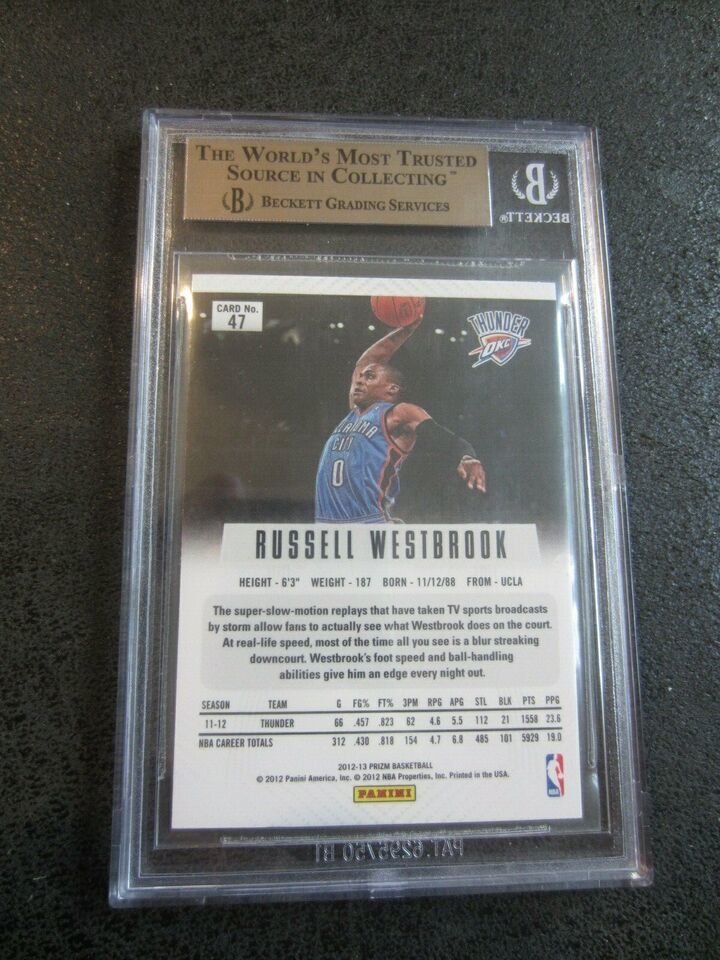 THE WORLD'S MOST TRUSTED
SOURCE IN COLLECTING™
B BECKETT GRADING SERVICES
B
BECKETT®
CARD No.
47
THUNDER
OKC
OKLAHOMA
CITY
0
RUSSELL WESTBROOK
HEIGHT - 6'3" WEIGHT - 187 BORN - 11/12/88 FROM - UCLA
The super-slow-motion replays that have taken TV sports broadcasts
by storm allow fans to actually see what Westbrook does on the court.
At real-life speed, most of the time all you see is a blur streaking
downcourt. Westbrook's foot speed and ball-handling
abilities give him an edge every night out.
SEASON TEAM G FG% FT% 3PM RPG APG STL BLK PTS PPG
11-12 THUNDER 66 .457 .823 62 4.6 5.5 112 21 1558 23.6
NBA CAREER TOTALS 312 .430 .818 154 4.7 6.8 485 101 5929 19.0
2012-13 PRIZM BASKETBALL
© 2012 Panini America, Inc. © 2012 NBA Properties, Inc. Printed in the USA.
PANINI
NBA
PAT. 6295750 B1